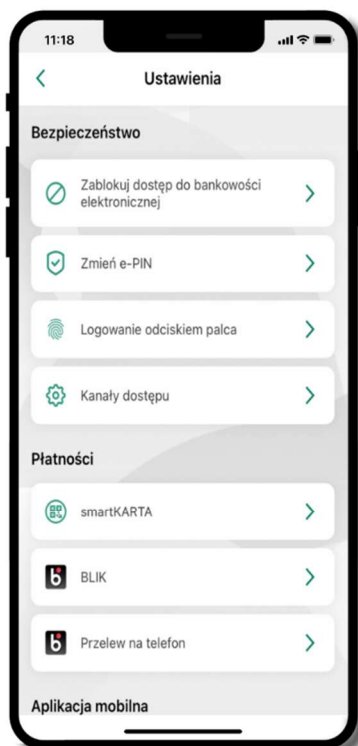 11:18
Ustawienia
Bezpieczeństwo
Zablokuj dostęp do bankowości
elektronicznej
Zmień e-PIN
Logowanie odciskiem palca
Kanały dostępu
Płatności
smartKARTA
BLIK
Przelew na telefon
Aplikacja mobilna